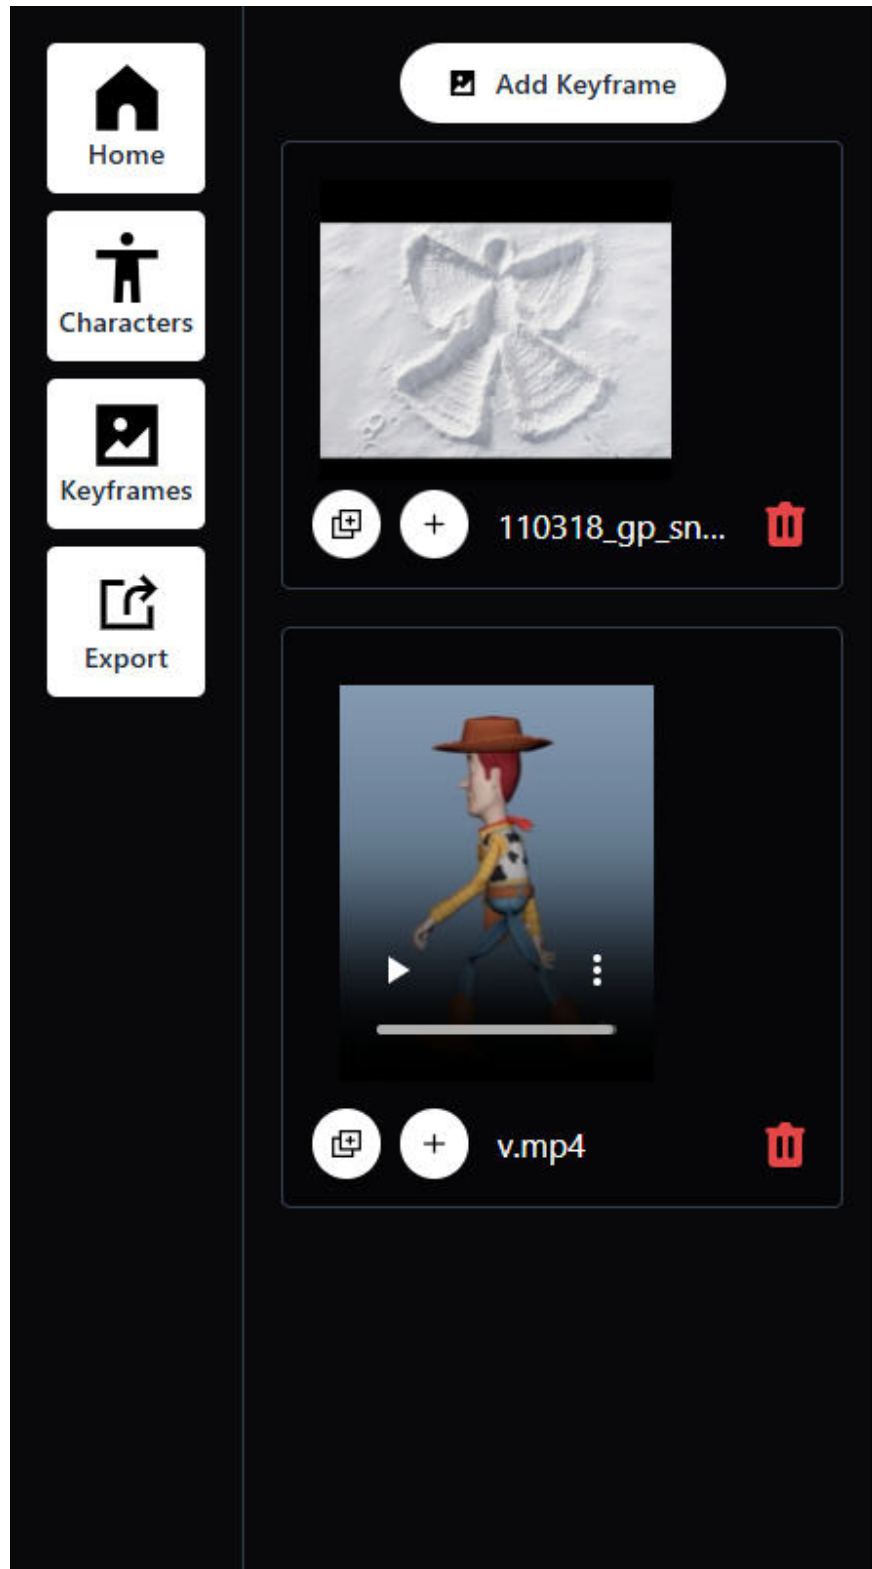 Home
Characters
Keyframes
Export
Add Keyframe
110318_gp_sn...
v.mp4